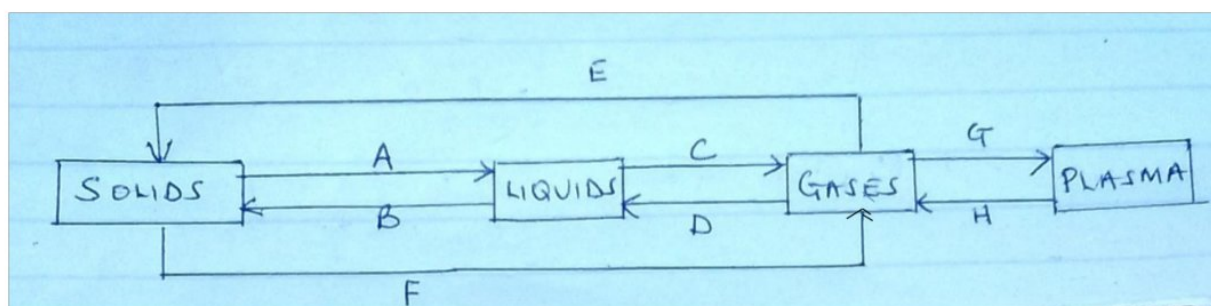 E
A C G
SOLIDS LIQUIDS GASES PLASMA
B D H
F